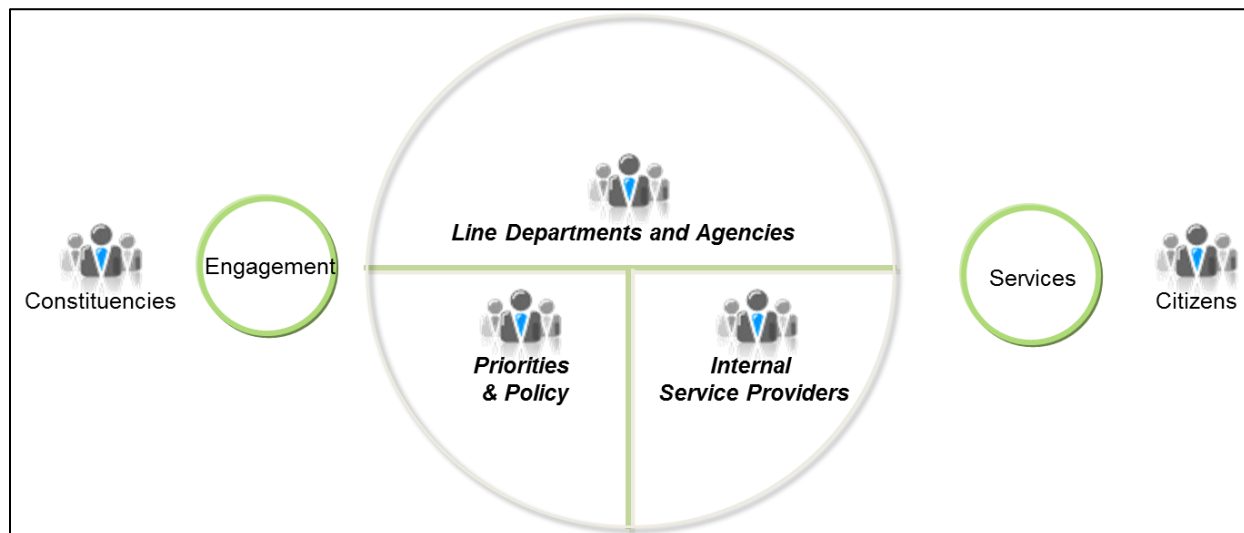 Line Departments and Agencies
Engagement
Constituencies
Services
Citizens
Priorities
& Policy
Internal
Service Providers